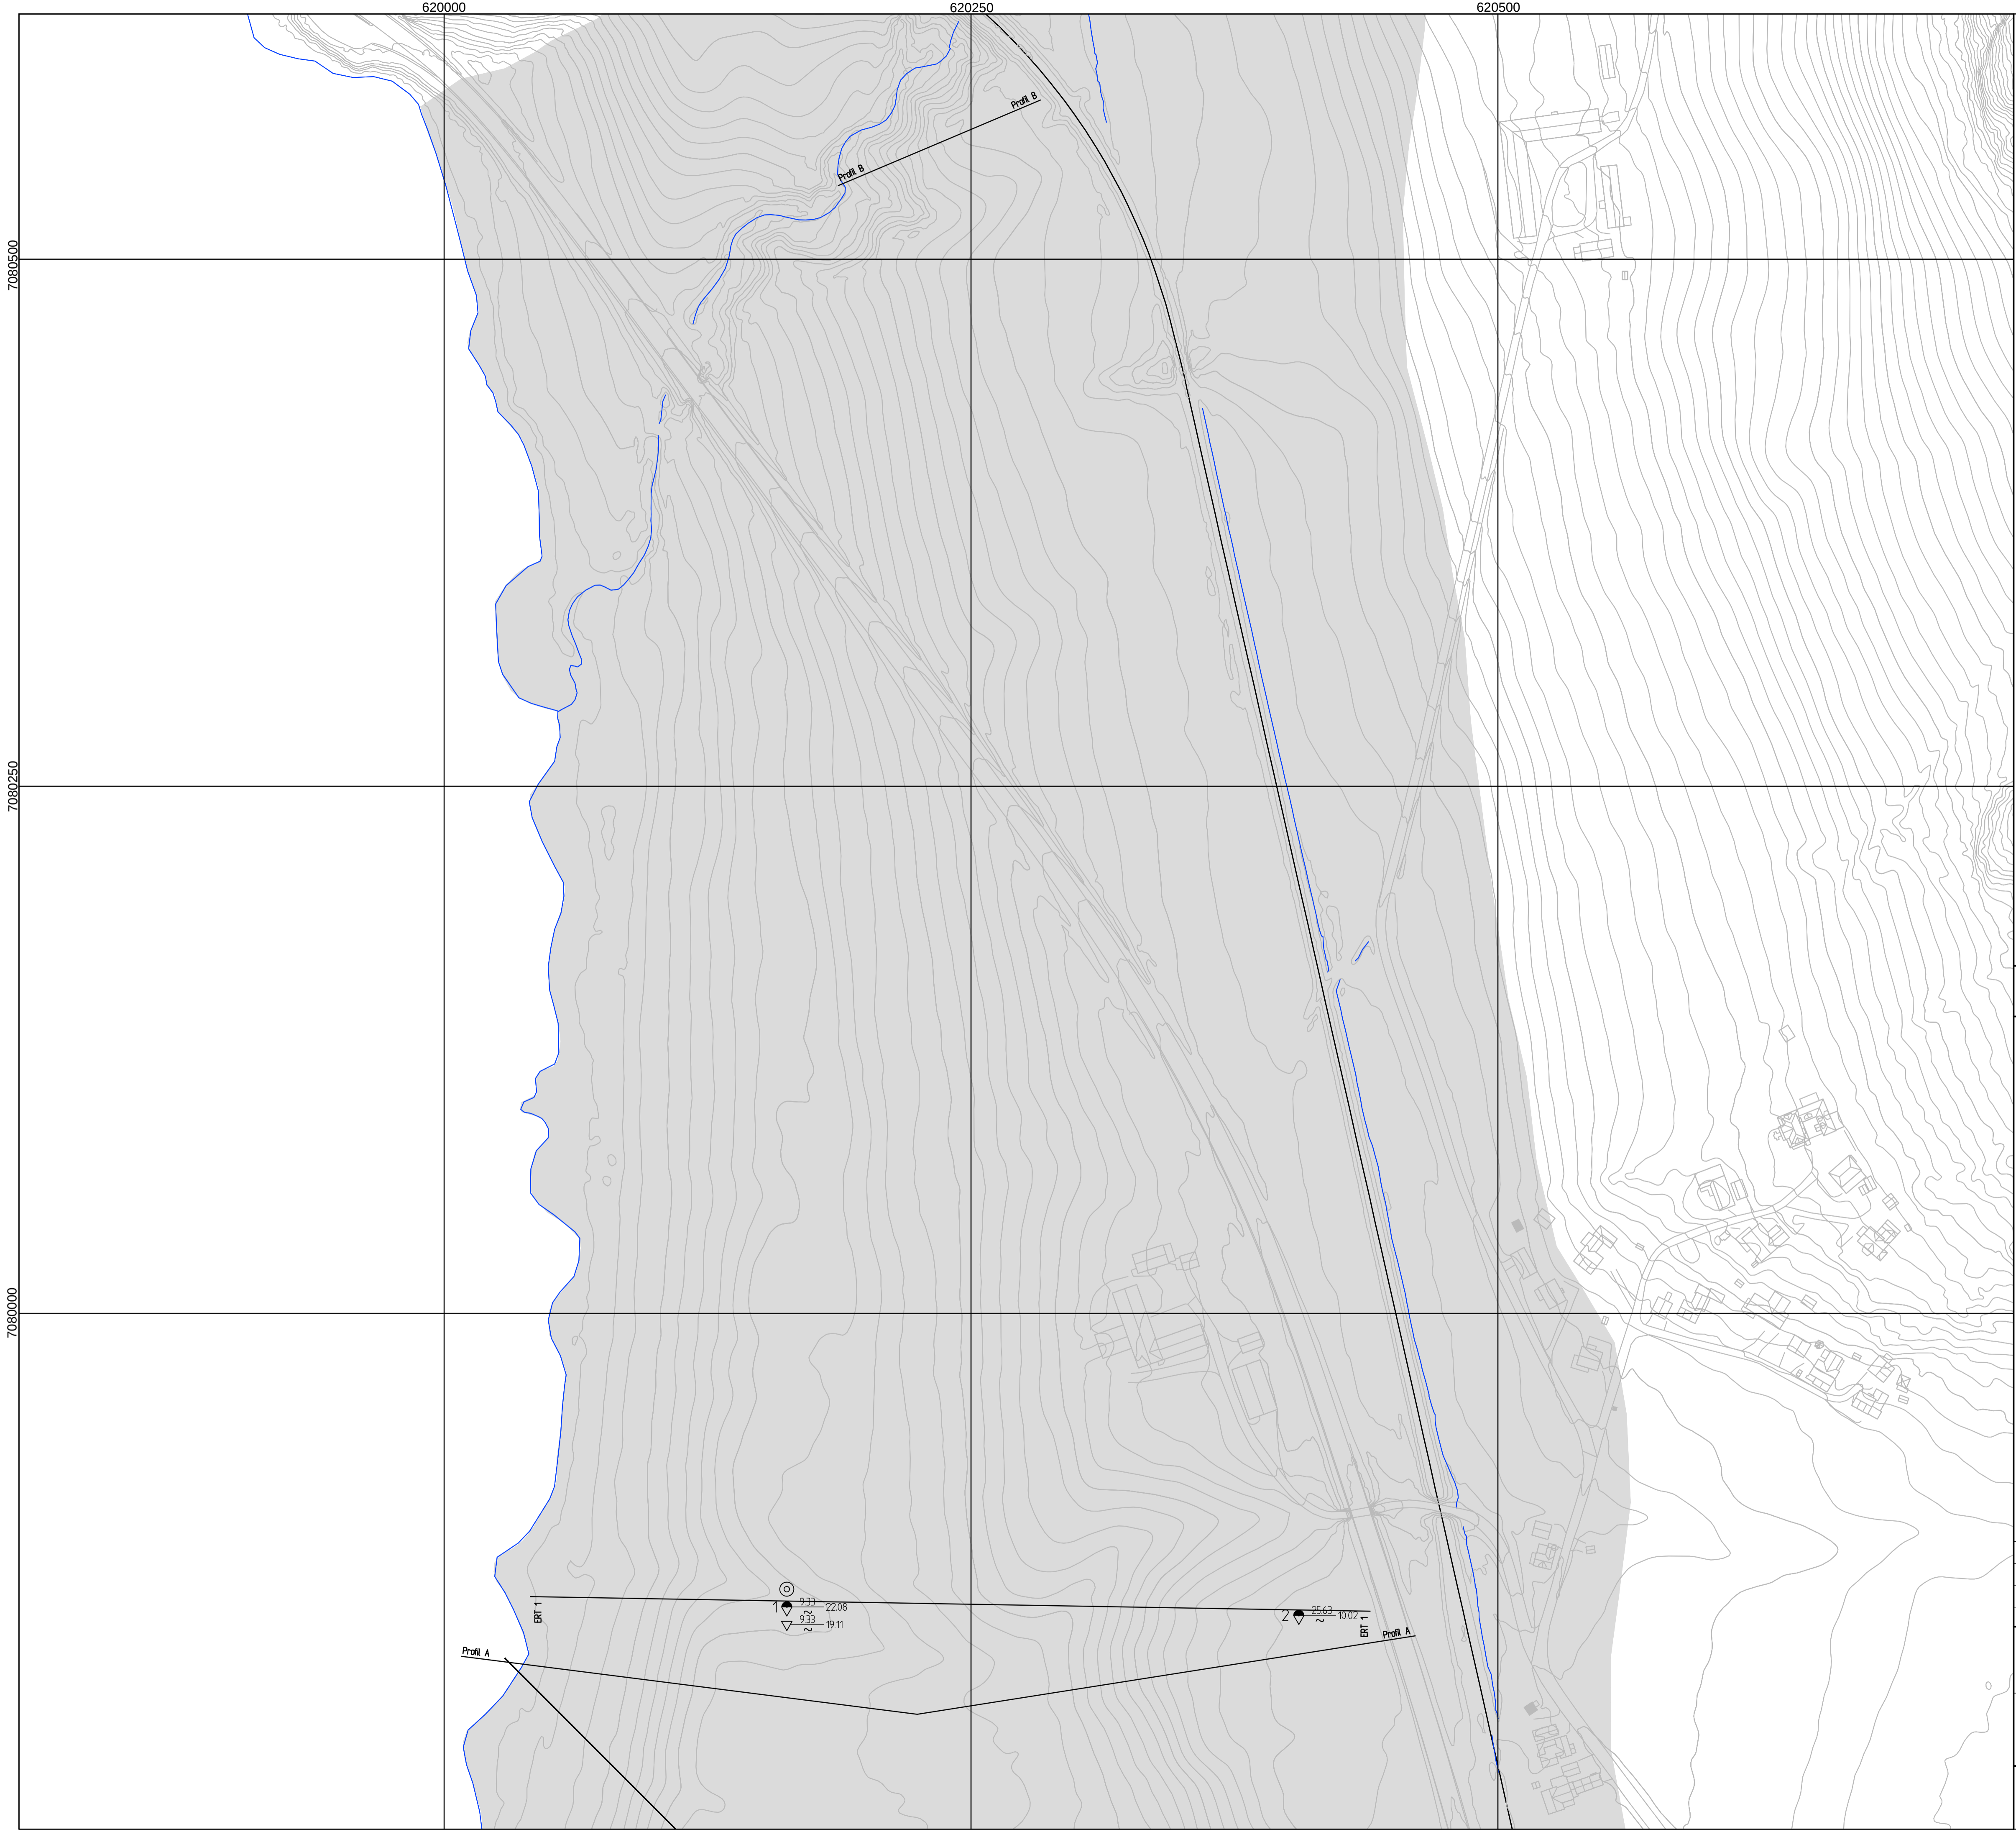 620000
620250
620500
Profil B
Profil B
7080500
7080250
7080000
ERT 1
1
9.33
~
22.08
9.33
~
19.11
2
25.63
~
10.02
ERT 1
Profil A
Profil A